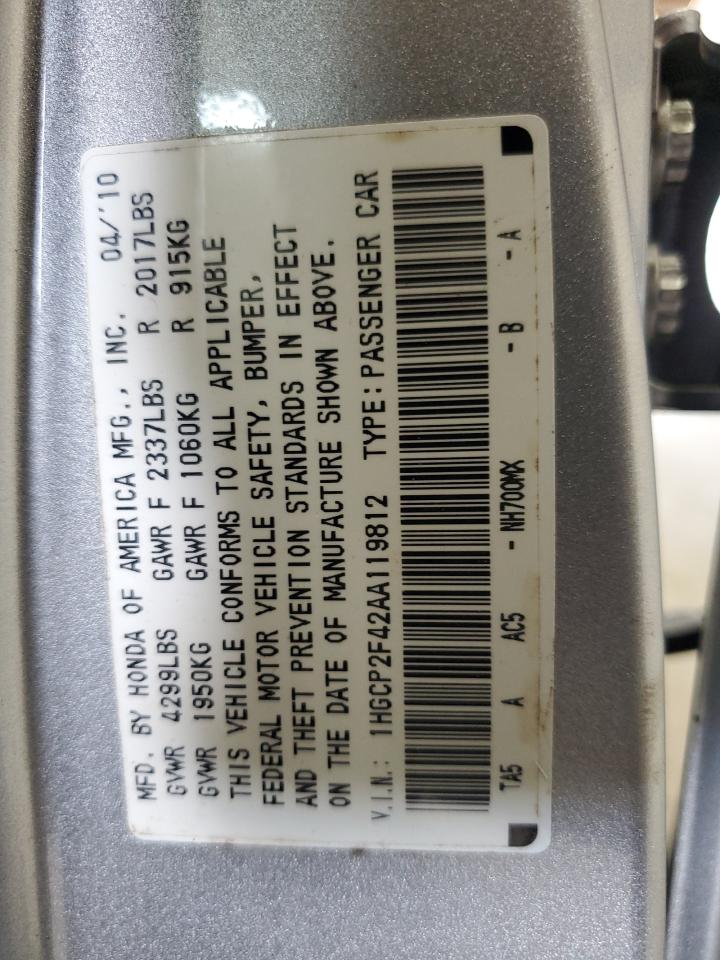 MFD. BY HONDA OF AMERICA MFG., INC. 04/'10
GVWR 4299LBS GAWR F 2337LBS R 2017LBS
GVWR 1950KG GAWR F 1060KG R 915KG
THIS VEHICLE CONFORMS TO ALL APPLICABLE
FEDERAL MOTOR VEHICLE SAFETY, BUMPER,
AND THEFT PREVENTION STANDARDS IN EFFECT
ON THE DATE OF MANUFACTURE SHOWN ABOVE.
V.I.N.: 1HGCP2F42AA119812 TYPE:PASSENGER CAR
TA5 A AC5 - NH700MX - B - A